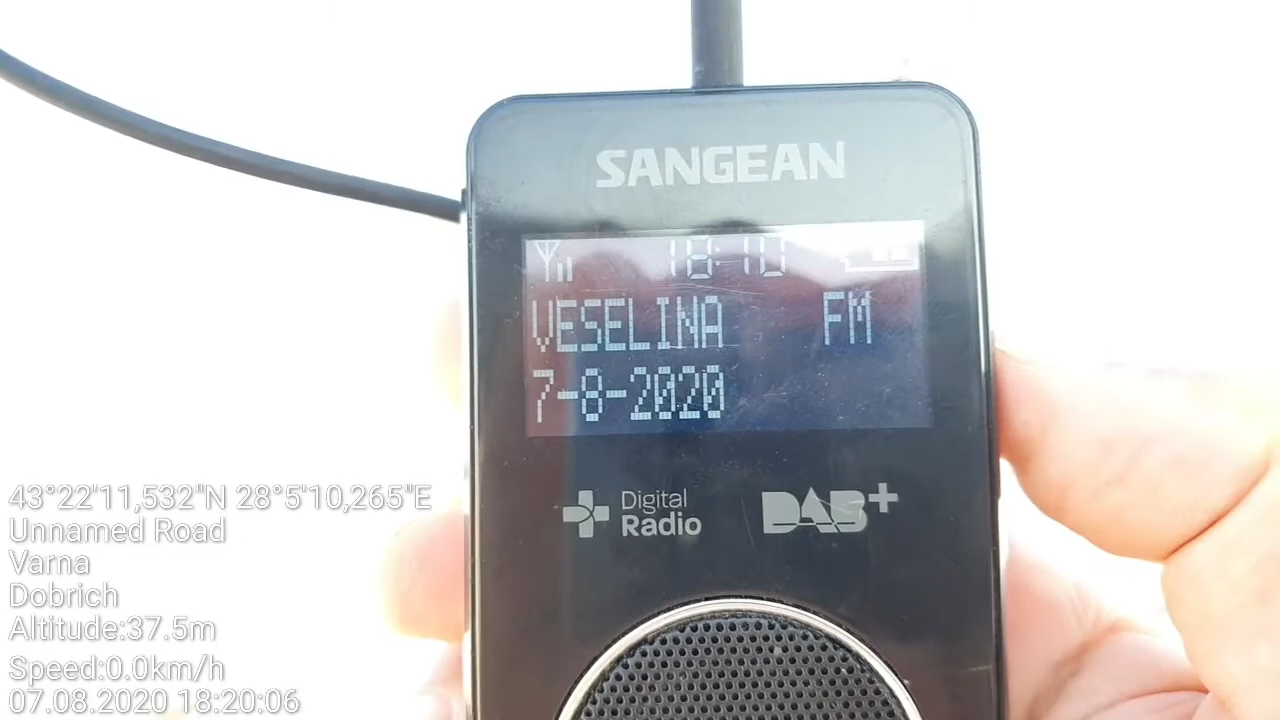 SANGEAN
18:10
VESELINA FM
7-8-2020
Digital
Radio
DAB+
43°22'11,532"N 28°5'10,265"E
Unnamed Road
Varna
Dobrich
Altitude:37.5m
Speed:0.0km/h
07.08.2020 18:20:06